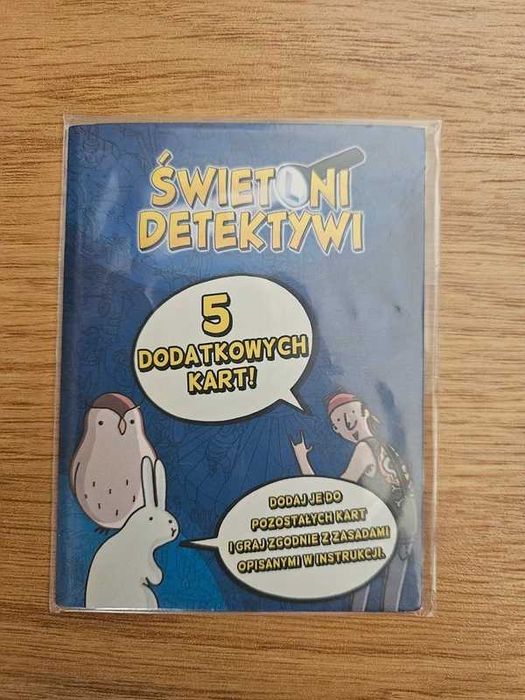 ŚWIETLNI
DETEKTYWI
5
DODATKOWYCH
KART!
DODAJ JE DO
POZOSTAŁYCH KART
I GRAJ ZGODNIE Z ZASADAMI
OPISANYMI W INSTRUKCJI.